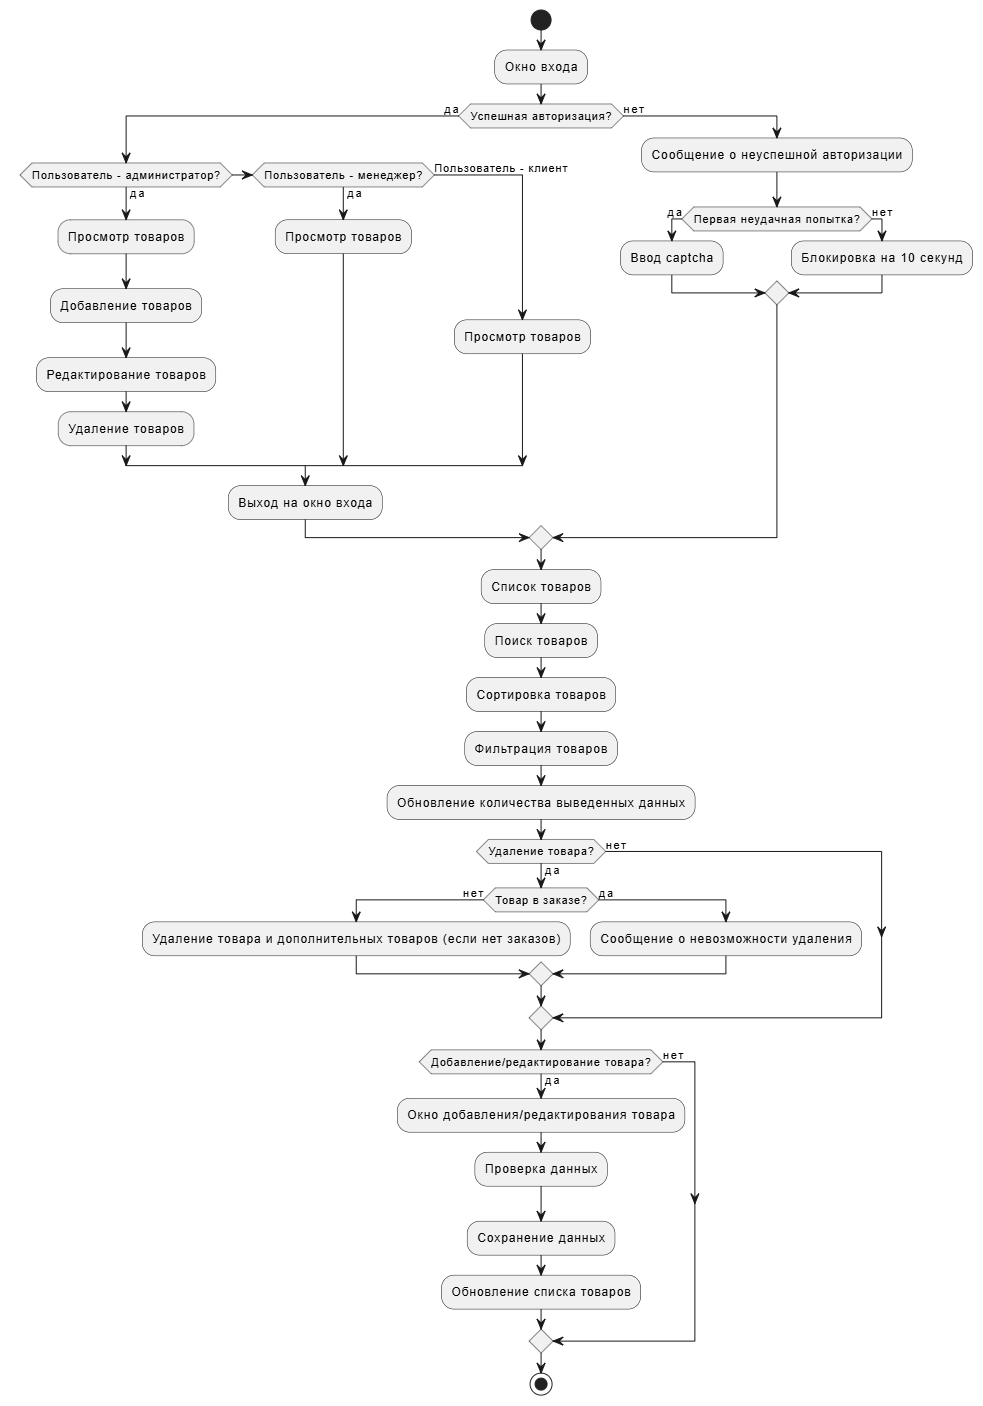 Окно входа
да
Успешная авторизация?
нет
Сообщение о неуспешной авторизации
Пользователь - администратор?
да
Пользователь - менеджер?
да
Пользователь - клиент
да
Первая неудачная попытка?
нет
Просмотр товаров
Просмотр товаров
Ввод captcha
Блокировка на 10 секунд
Добавление товаров
Просмотр товаров
Редактирование товаров
Удаление товаров
Выход на окно входа
Список товаров
Поиск товаров
Сортировка товаров
Фильтрация товаров
Обновление количества выведенных данных
Удаление товара?
нет
да
нет
Товар в заказе?
да
Удаление товара и дополнительных товаров (если нет заказов)
Сообщение о невозможности удаления
Добавление/редактирование товара?
нет
да
Окно добавления/редактирования товара
Проверка данных
Сохранение данных
Обновление списка товаров